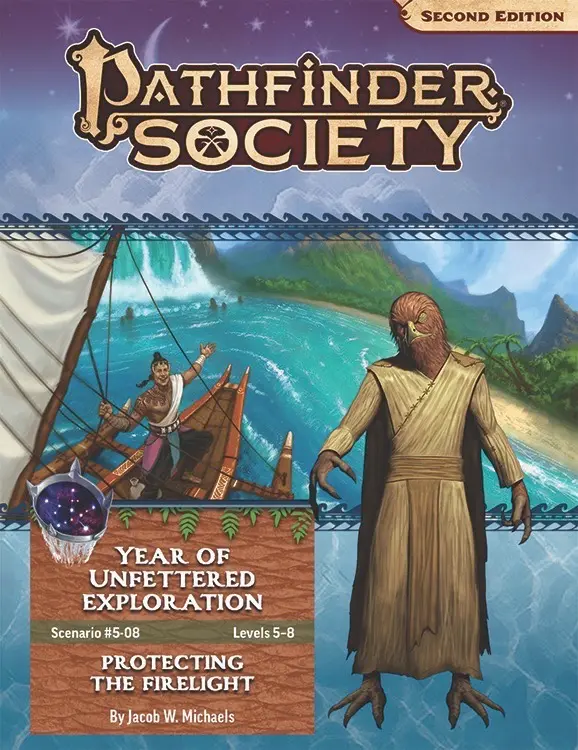 SECOND EDITION
PATHFINDER
SOCIETY
®
YEAR OF
UNFETTERED
EXPLORATION
Scenario #5-08 Levels 5–8
PROTECTING
THE FIRELIGHT
By Jacob W. Michaels